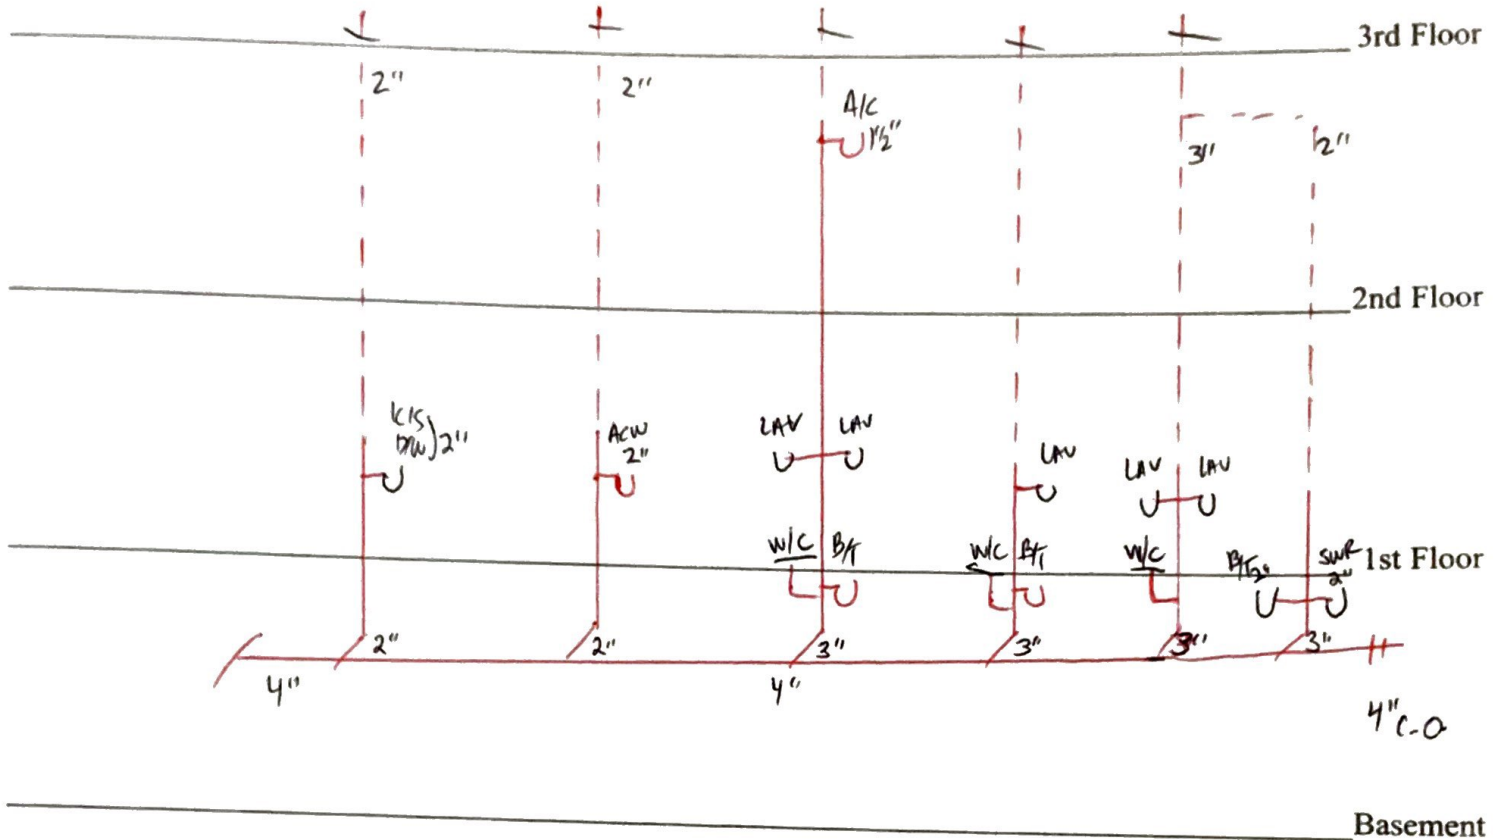 3rd Floor
2" 2"
A/C
1½"
3" 2"
2nd Floor
K/S
D/W) 2"
ACW
2"
LAV LAV
LAV
LAV LAV
W/C B/T
W/C B/T
W/C
B/T 2" SWR
2"
1st Floor
2" 2" 3" 3" 3" 3"
4" 4"
4" C-O
Basement